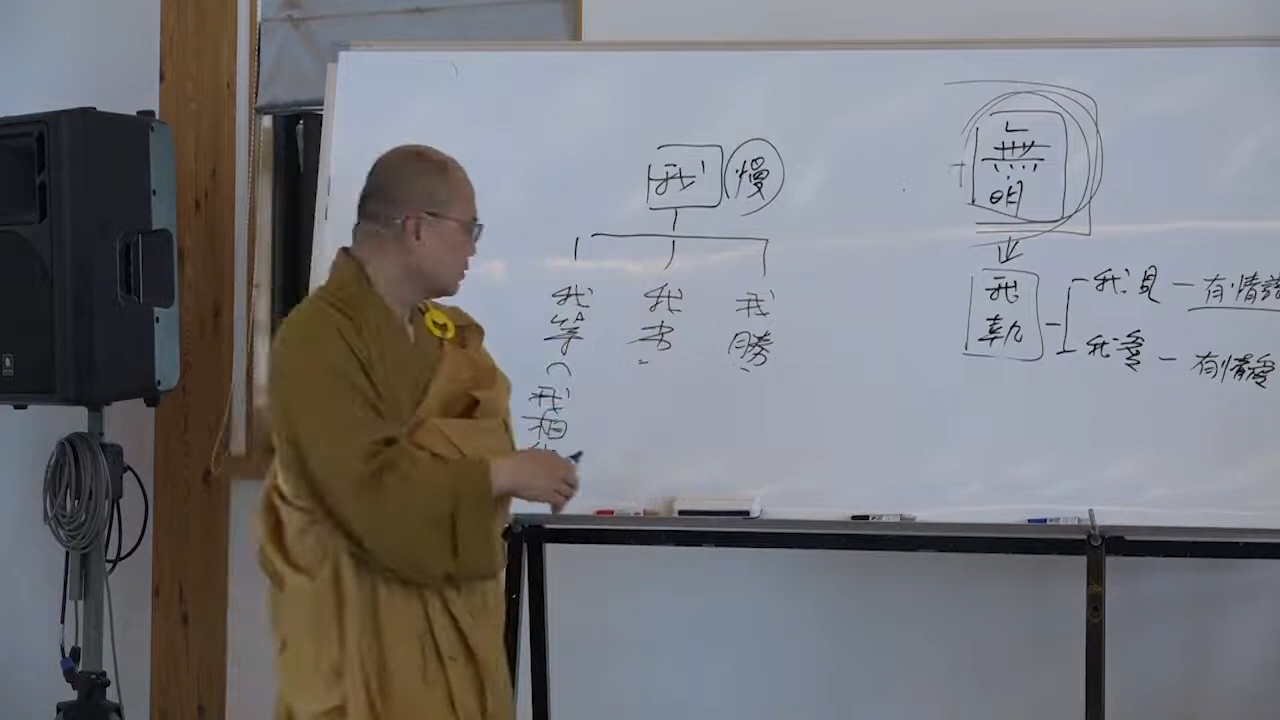 我慢
我等(我相
我劣
我勝
無明
我執
我見 — 有情
我愛 — 有情愛